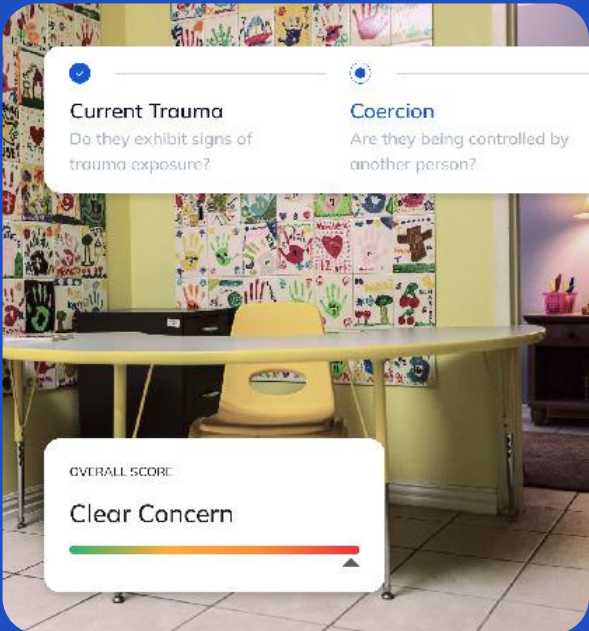 Current Trauma
Do they exhibit signs of
trauma exposure?
Coercion
Are they being controlled by
another person?
OVERALL SCORE
Clear Concern